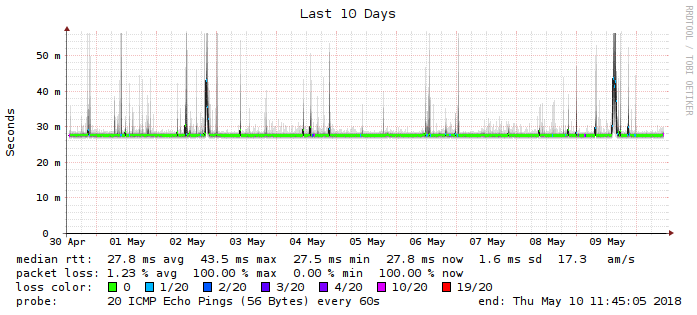 Last 10 Days
RRDTOOL / TOBI OETIKER
Seconds
50 m
40 m
30 m
20 m
10 m
0
30 Apr 01 May 02 May 03 May 04 May 05 May 06 May 07 May 08 May 09 May
median rtt: 27.8 ms avg 43.5 ms max 27.5 ms min 27.8 ms now 1.6 ms sd 17.3 am/s
packet loss: 1.23 % avg 100.00 % max 0.00 % min 100.00 % now
loss color: 0 1/20 2/20 3/20 4/20 10/20 19/20
probe: 20 ICMP Echo Pings (56 Bytes) every 60s end: Thu May 10 11:45:05 2018